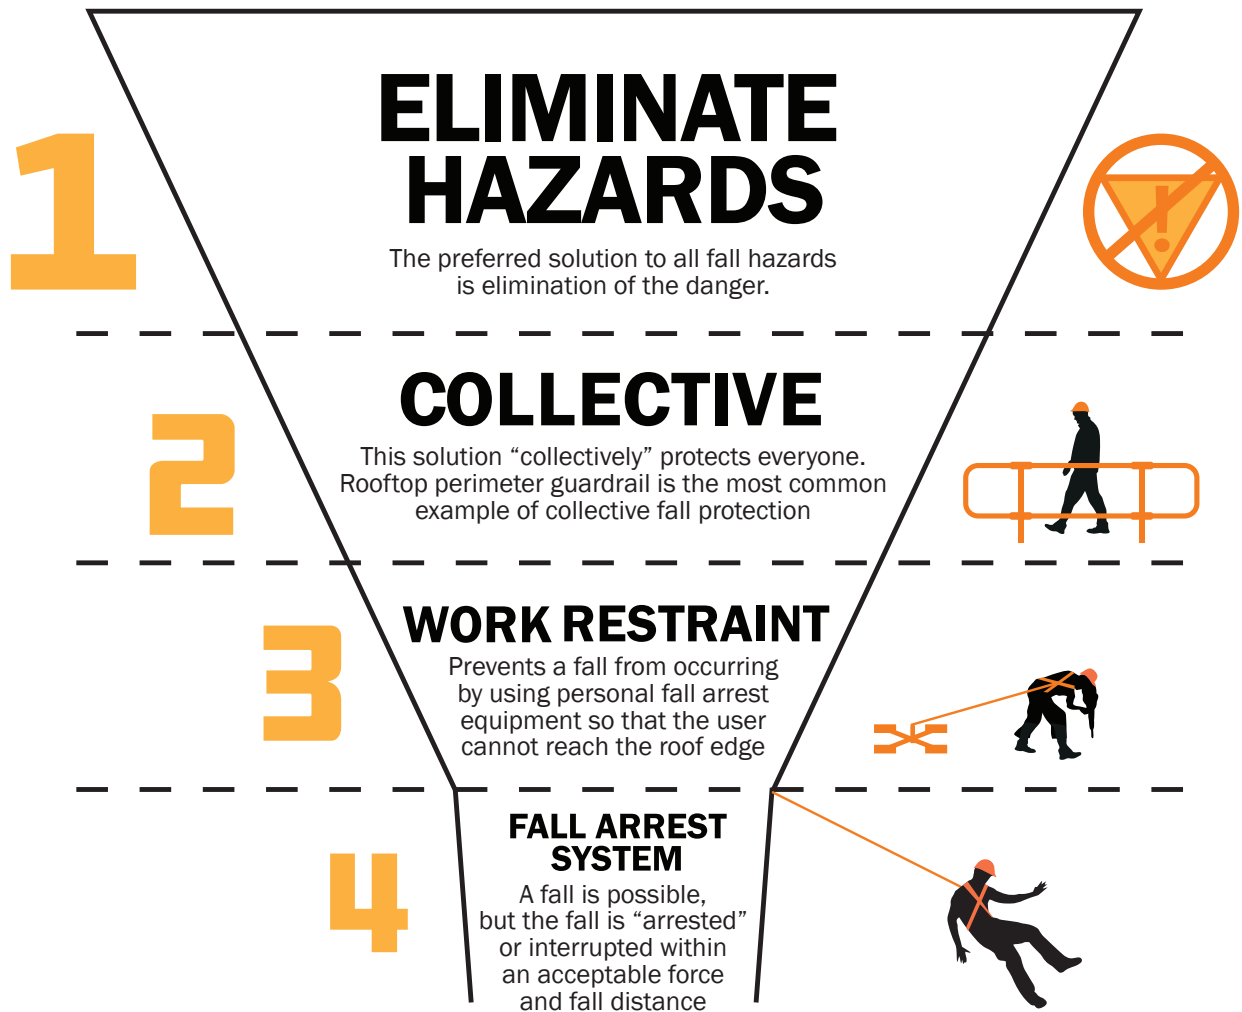 1
ELIMINATE
HAZARDS
The preferred solution to all fall hazards
is elimination of the danger.
!
2
COLLECTIVE
This solution “collectively” protects everyone.
Rooftop perimeter guardrail is the most common
example of collective fall protection
3
WORK RESTRAINT
Prevents a fall from occurring
by using personal fall arrest
equipment so that the user
cannot reach the roof edge
4
FALL ARREST
SYSTEM
A fall is possible,
but the fall is “arrested”
or interrupted within
an acceptable force
and fall distance